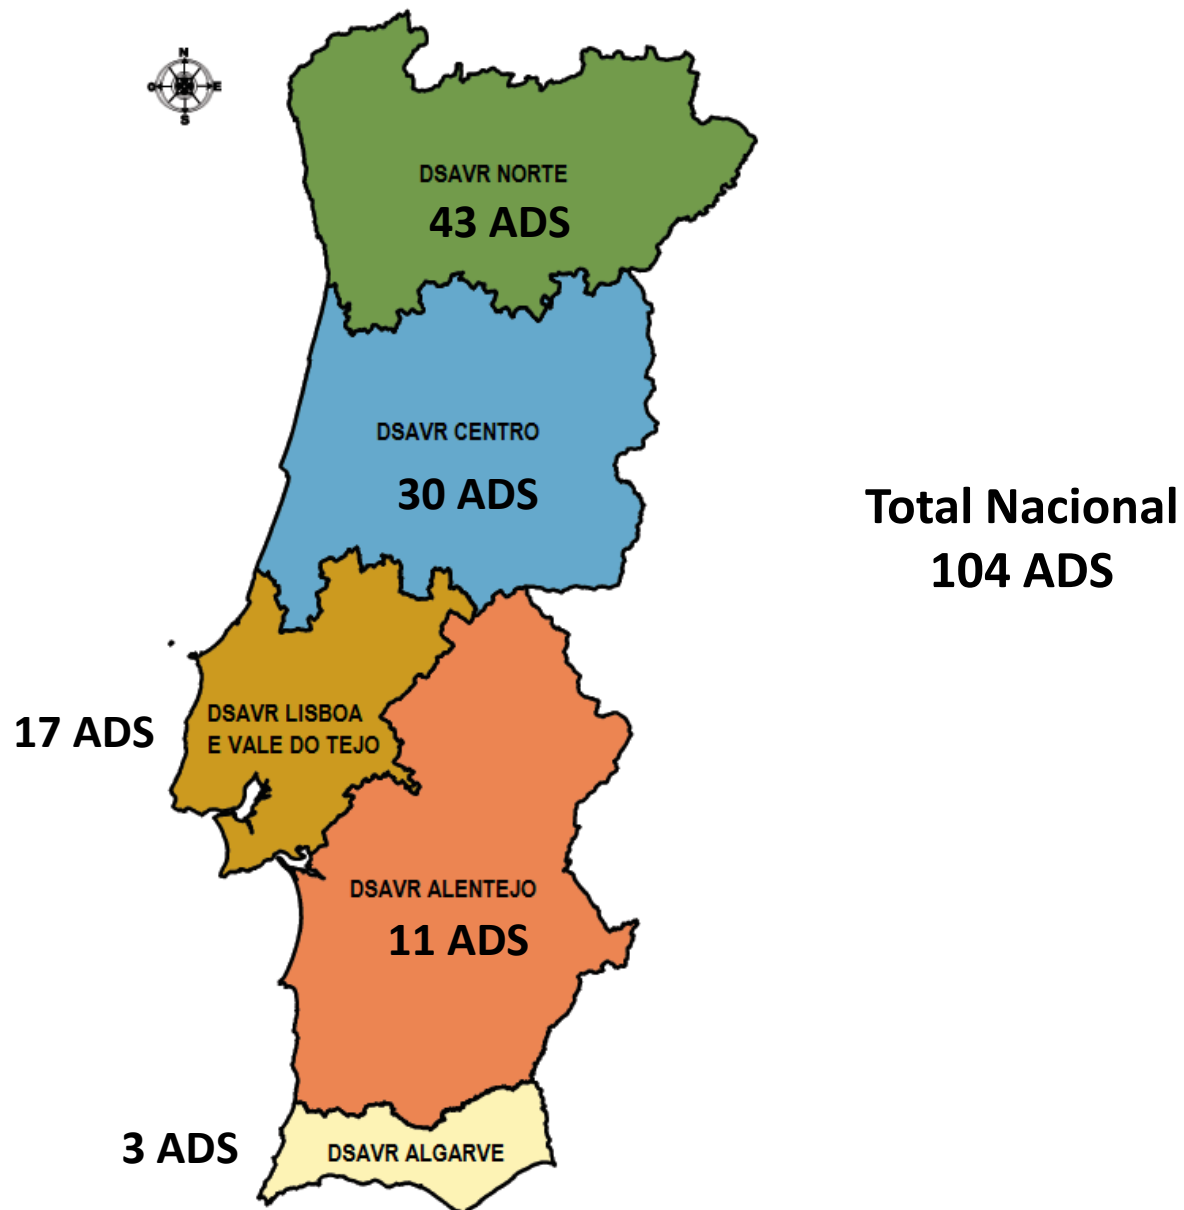 N
O E
S
DSAVR NORTE
43 ADS
DSAVR CENTRO
30 ADS
Total Nacional
104 ADS
17 ADS
DSAVR LISBOA
E VALE DO TEJO
DSAVR ALENTEJO
11 ADS
3 ADS
DSAVR ALGARVE